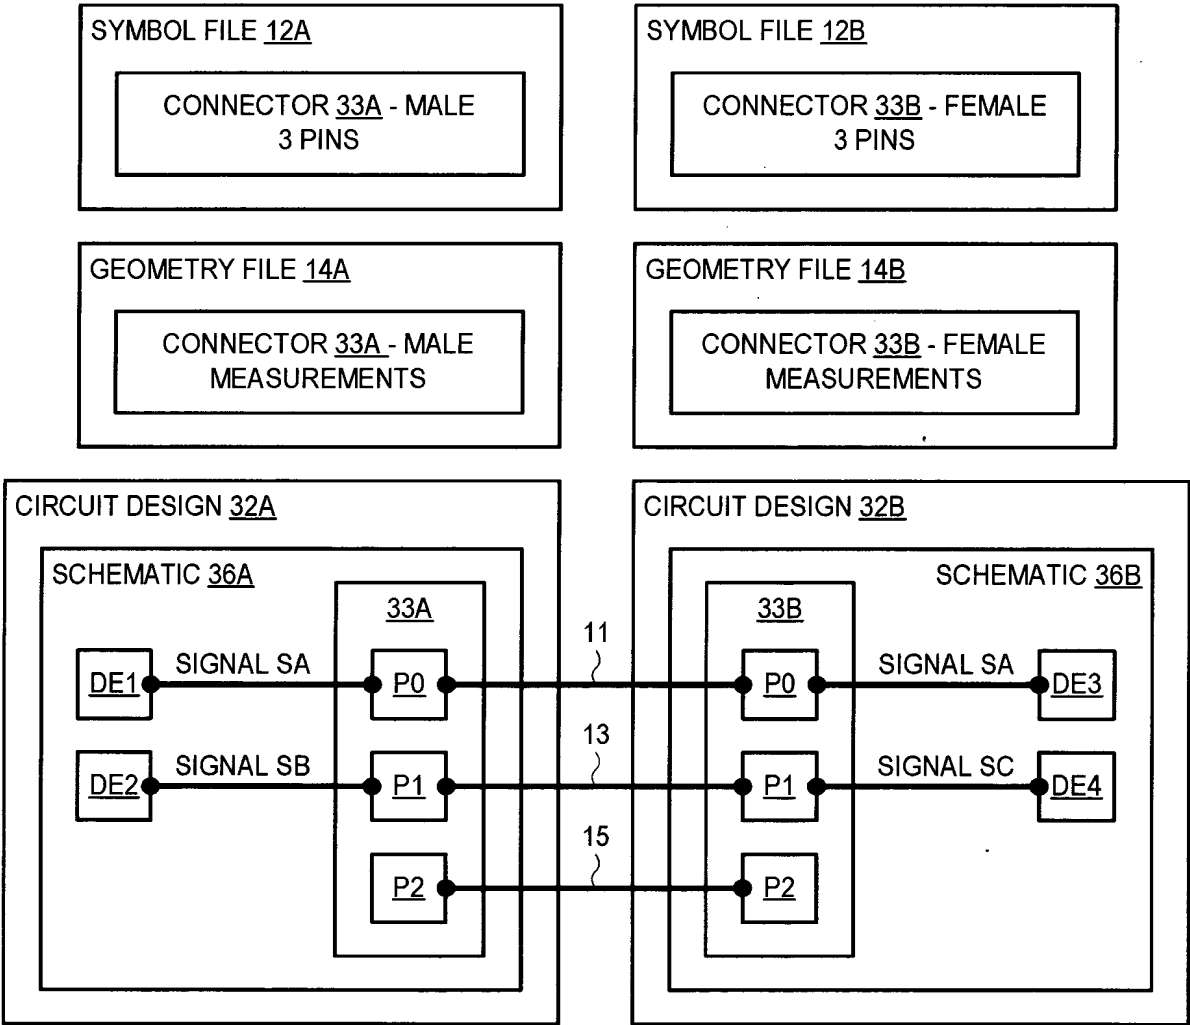 SYMBOL FILE 12A
CONNECTOR 33A - MALE
3 PINS
SYMBOL FILE 12B
CONNECTOR 33B - FEMALE
3 PINS
GEOMETRY FILE 14A
CONNECTOR 33A - MALE
MEASUREMENTS
GEOMETRY FILE 14B
CONNECTOR 33B - FEMALE
MEASUREMENTS
CIRCUIT DESIGN 32A
SCHEMATIC 36A
33A
DE1
SIGNAL SA
P0
DE2
SIGNAL SB
P1
P2
11
13
15
CIRCUIT DESIGN 32B
SCHEMATIC 36B
33B
P0
SIGNAL SA
DE3
P1
SIGNAL SC
DE4
P2